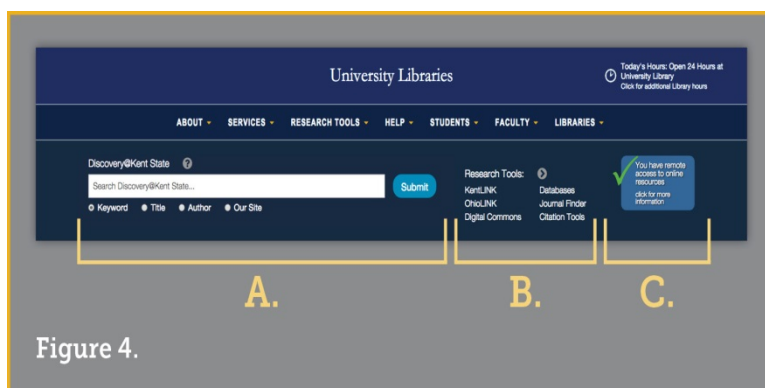 University Libraries
Today's Hours: Open 24 Hours at
University Library
Click for additional Library hours
ABOUT SERVICES RESEARCH TOOLS HELP STUDENTS FACULTY LIBRARIES
Discovery@Kent State ?
Search Discovery@Kent State...
Submit
Keyword Title Author Our Site
Research Tools:
KentLINK Databases
OhioLINK Journal Finder
Digital Commons Citation Tools
You have remote
access to online
resources
click for more
information
A. B. C.
Figure 4.